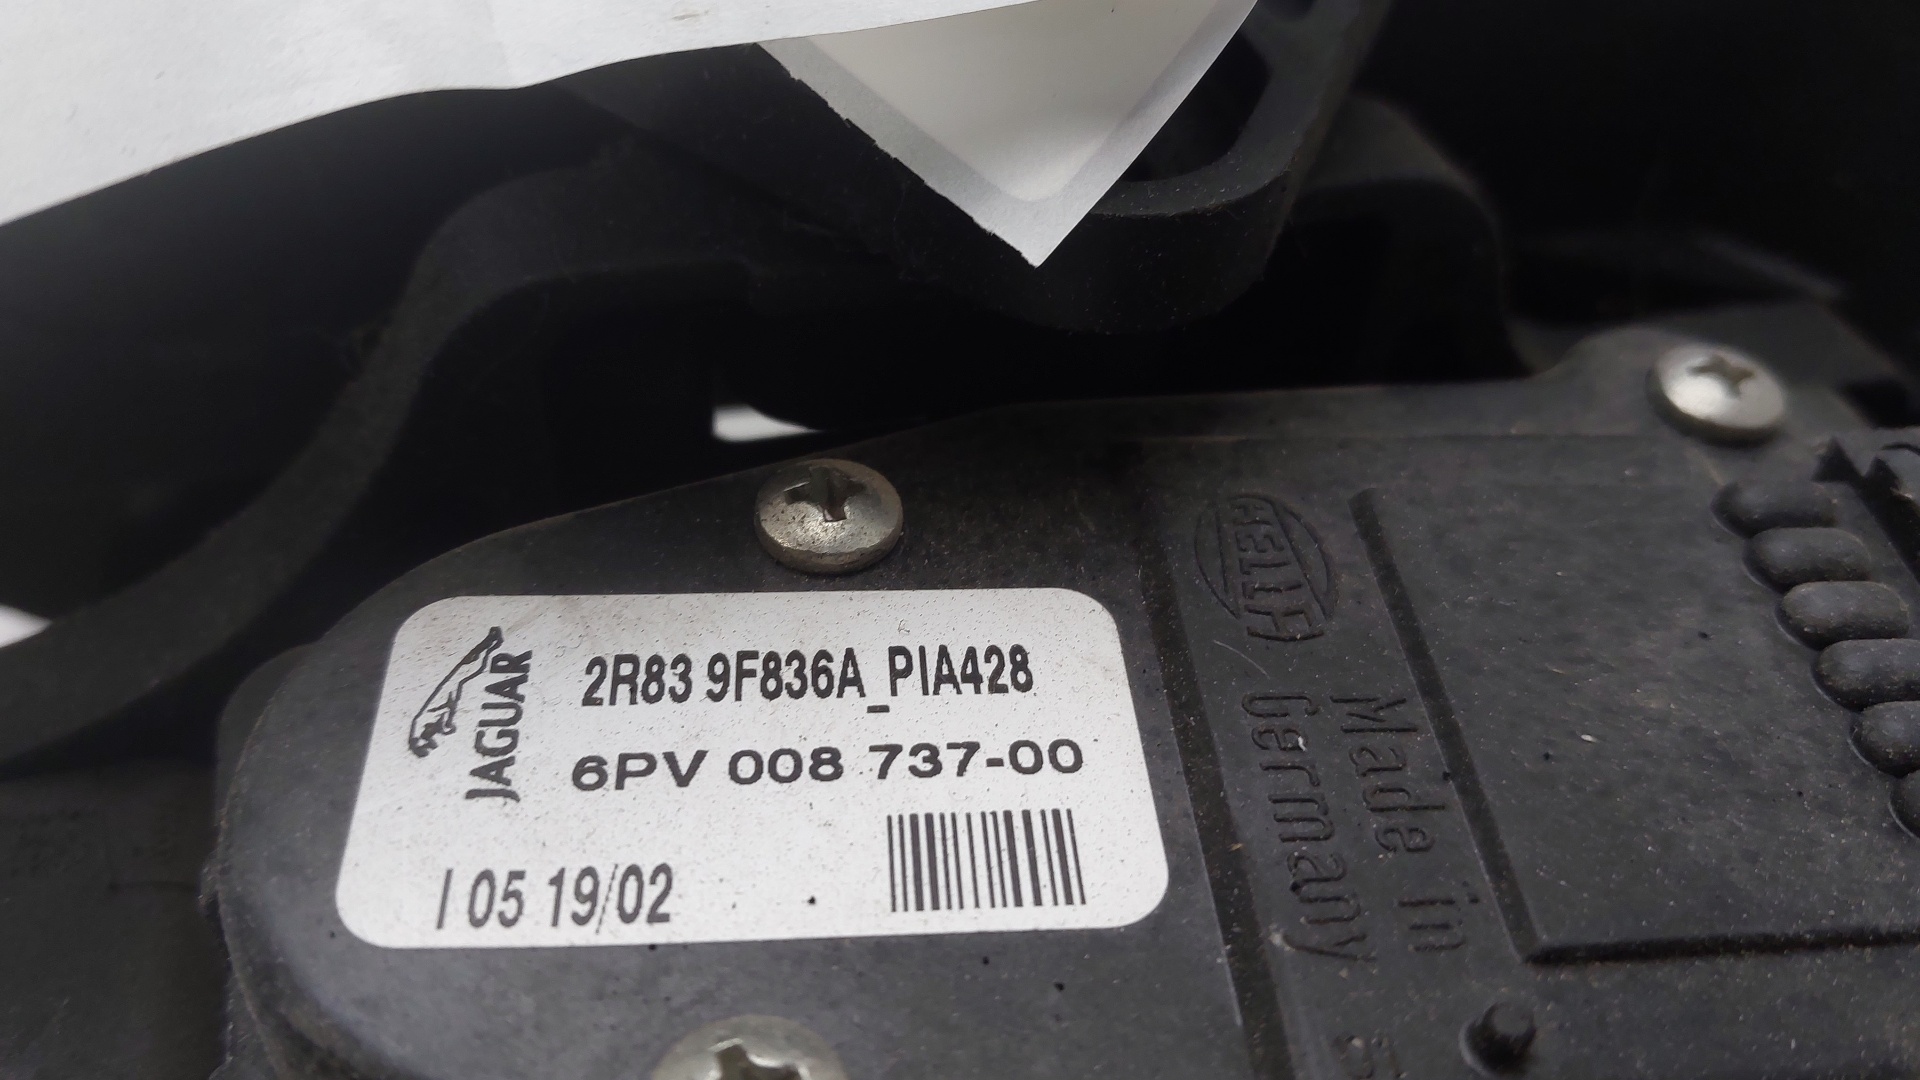 JAGUAR
2R83 9F836A_PIA428
6PV 008 737-00
I 05 19/02
HELLA
Made in
Germany